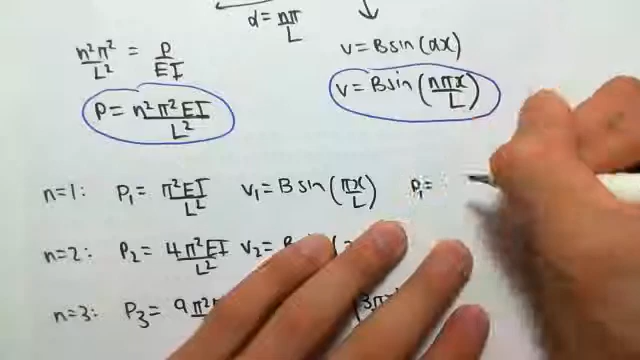 α = nπ/L
n²π²/L² = P/EI
v = B sin(αx)
P = n²π²EI/L²
v = B sin(nπx/L)
n=1: P₁ = π²EI/L² v₁ = B sin(πx/L) P₁ =
n=2: P₂ = 4π²EI/L² v₂ =
n=3: P₃ = 9π²